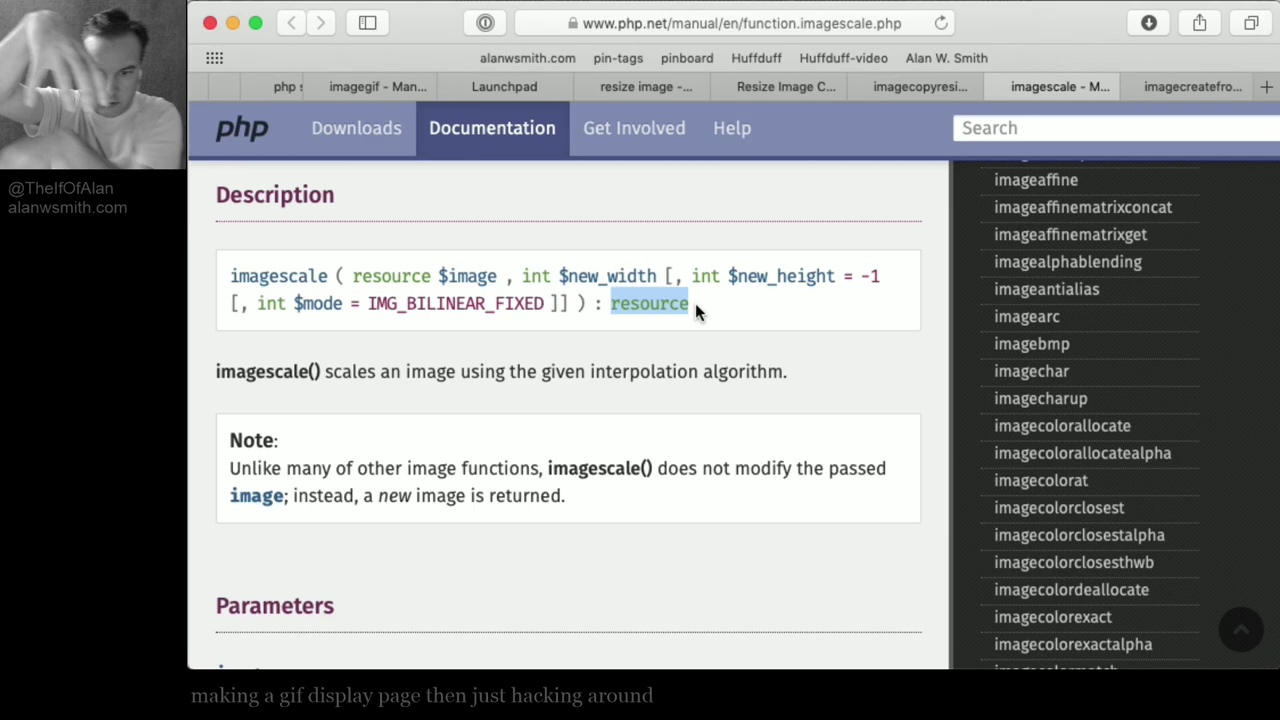 www.php.net/manual/en/function.imagescale.php
alanwsmith.com pin-tags pinboard Huffduff Huffduff-video Alan W. Smith
php s imagegif - Man... Launchpad resize image -... Resize Image C... imagecopyresi... imagescale - M... imagecreatefro...
php Downloads Documentation Get Involved Help Search
@TheIfOfAlan
alanwsmith.com
Description
imagescale ( resource $image , int $new_width [, int $new_height = -1
[, int $mode = IMG_BILINEAR_FIXED ]] ) : resource
imagescale() scales an image using the given interpolation algorithm.
Note:
Unlike many of other image functions, imagescale() does not modify the passed
image; instead, a new image is returned.
Parameters
imageaffine
imageaffinematrixconcat
imageaffinematrixget
imagealphablending
imageantialias
imagearc
imagebmp
imagechar
imagecharup
imagecolorallocate
imagecolorallocatealpha
imagecolorat
imagecolorclosest
imagecolorclosestalpha
imagecolorclosesthwb
imagecolordeallocate
imagecolorexact
imagecolorexactalpha
making a gif display page then just hacking around